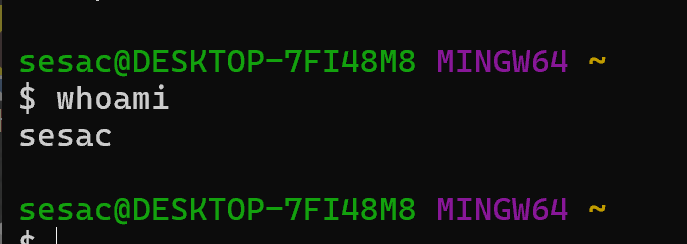 sesac@DESKTOP-7FI48M8 MINGW64 ~
$ whoami
sesac
sesac@DESKTOP-7FI48M8 MINGW64 ~
$